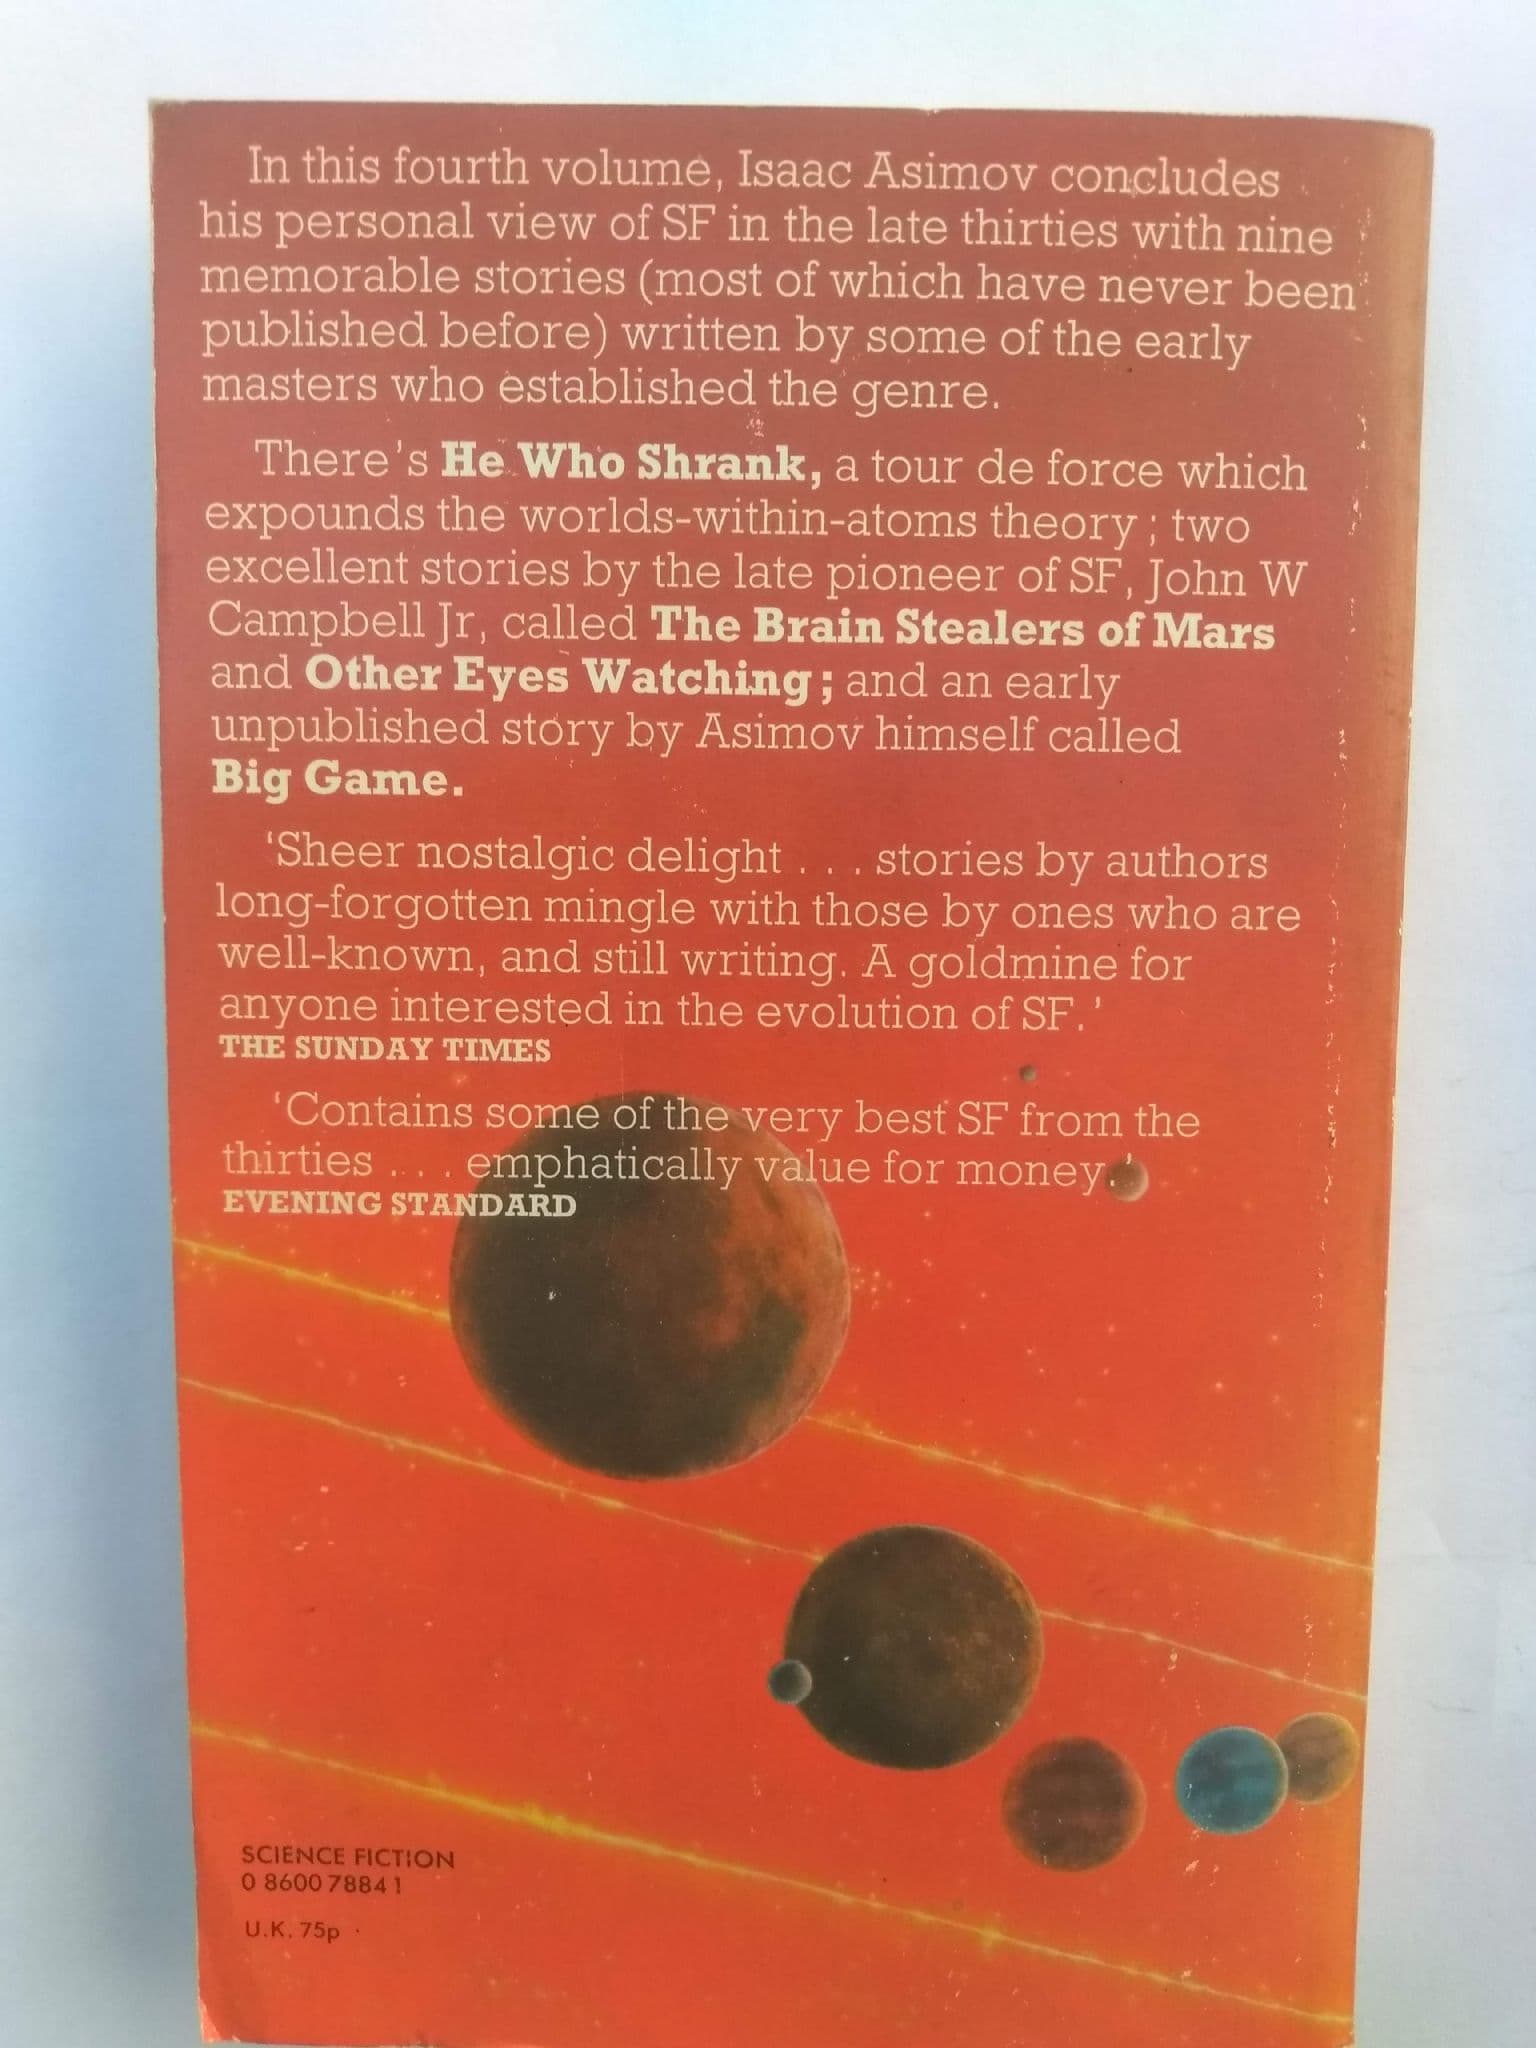 In this fourth volume, Isaac Asimov concludes
his personal view of SF in the late thirties with nine
memorable stories (most of which have never been
published before) written by some of the early
masters who established the genre.
There's He Who Shrank, a tour de force which
expounds the worlds-within-atoms theory; two
excellent stories by the late pioneer of SF, John W
Campbell Jr, called The Brain Stealers of Mars
and Other Eyes Watching; and an early
unpublished story by Asimov himself called
Big Game.
'Sheer nostalgic delight . . . stories by authors
long-forgotten mingle with those by ones who are
well-known, and still writing. A goldmine for
anyone interested in the evolution of SF.'
THE SUNDAY TIMES
'Contains some of the very best SF from the
thirties . . . emphatically value for money.'
EVENING STANDARD
SCIENCE FICTION
0 8600 7884 1
U.K. 75p